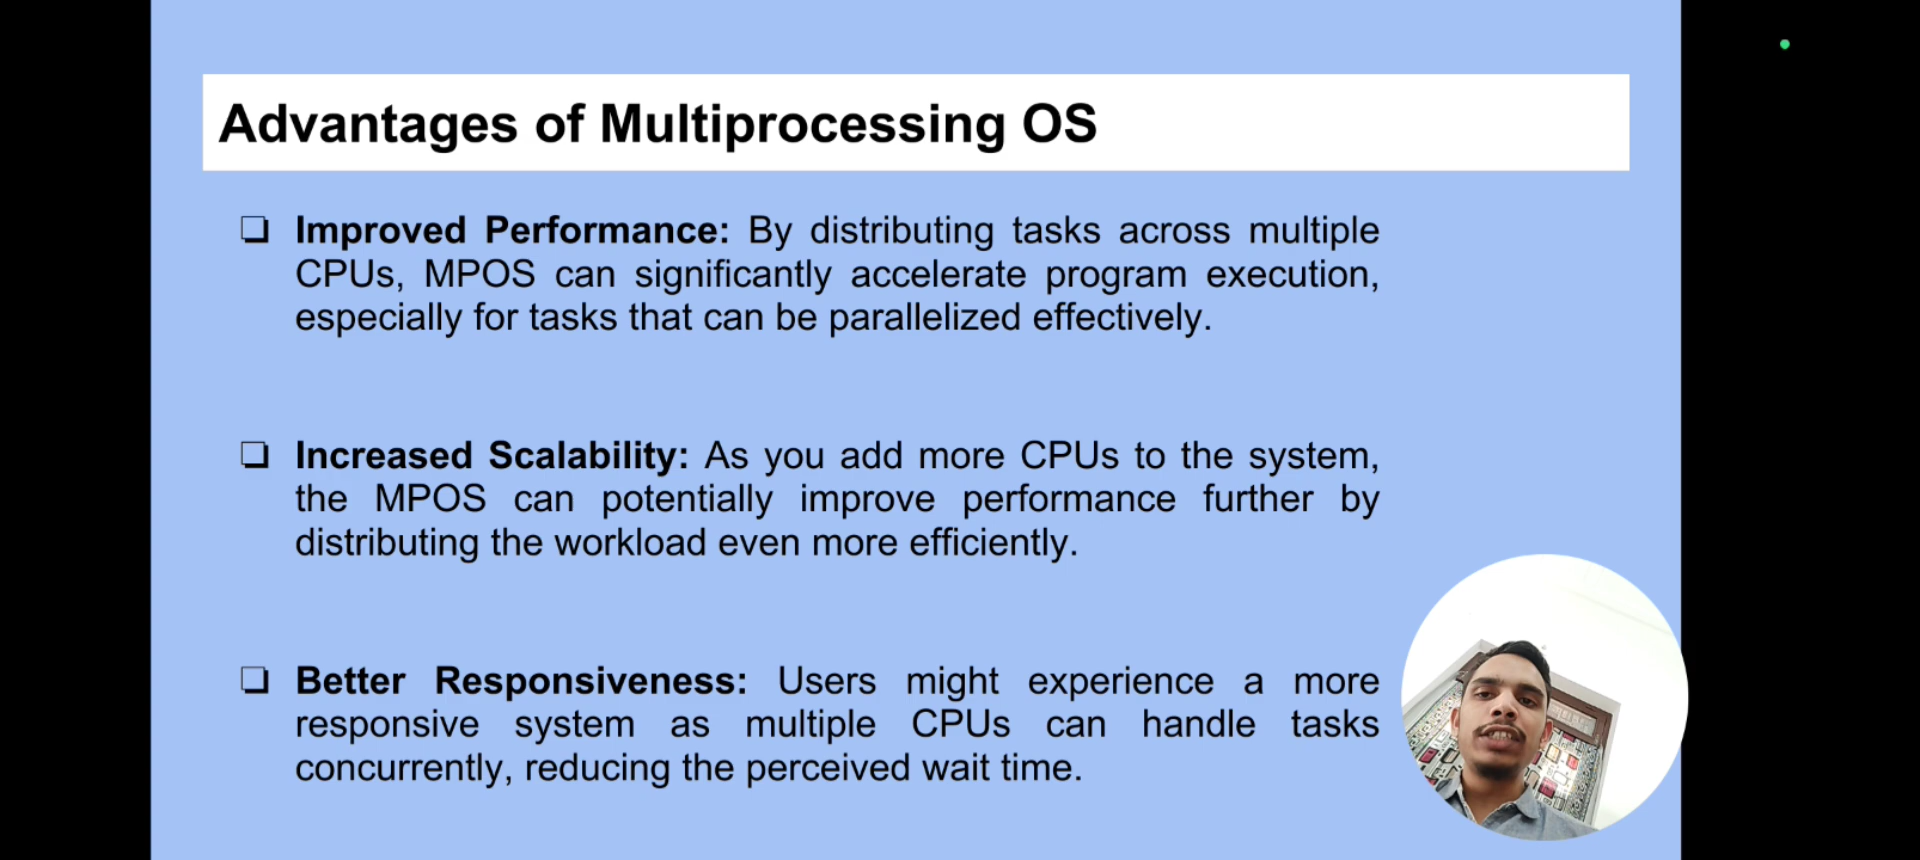 Advantages of Multiprocessing OS
Improved Performance: By distributing tasks across multiple
CPUs, MPOS can significantly accelerate program execution,
especially for tasks that can be parallelized effectively.
Increased Scalability: As you add more CPUs to the system,
the MPOS can potentially improve performance further by
distributing the workload even more efficiently.
Better Responsiveness: Users might experience a more
responsive system as multiple CPUs can handle tasks
concurrently, reducing the perceived wait time.